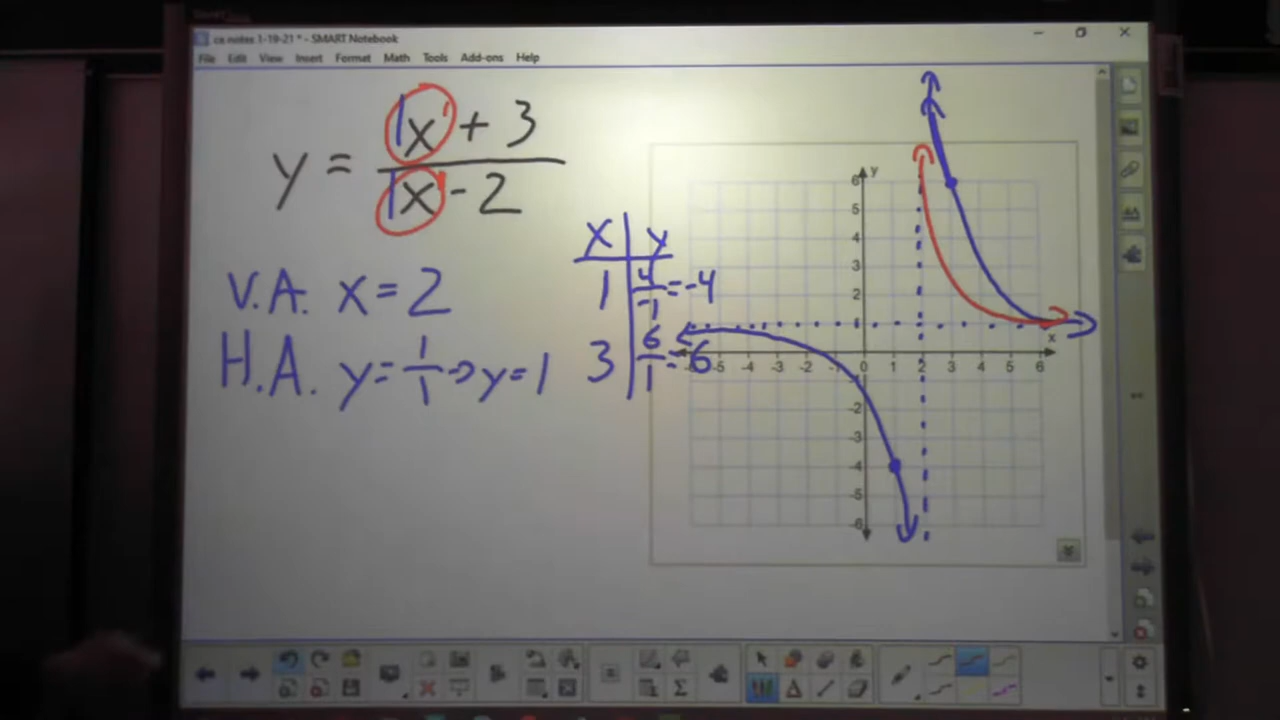 ca notes 1-19-21 * - SMART Notebook
File Edit View Insert Format Math Tools Add-ons Help
y = (1x + 3)/(1x - 2)
V.A. x = 2
H.A. y = 1/1 → y = 1
x | y
1 | 4/-1 = -4
3 | 6/1 = 6
y
6
5
4
3
2
1
x
-5 -4 -3 -2 -1 0 1 2 3 4 5 6
-2
-3
-4
-5
-6